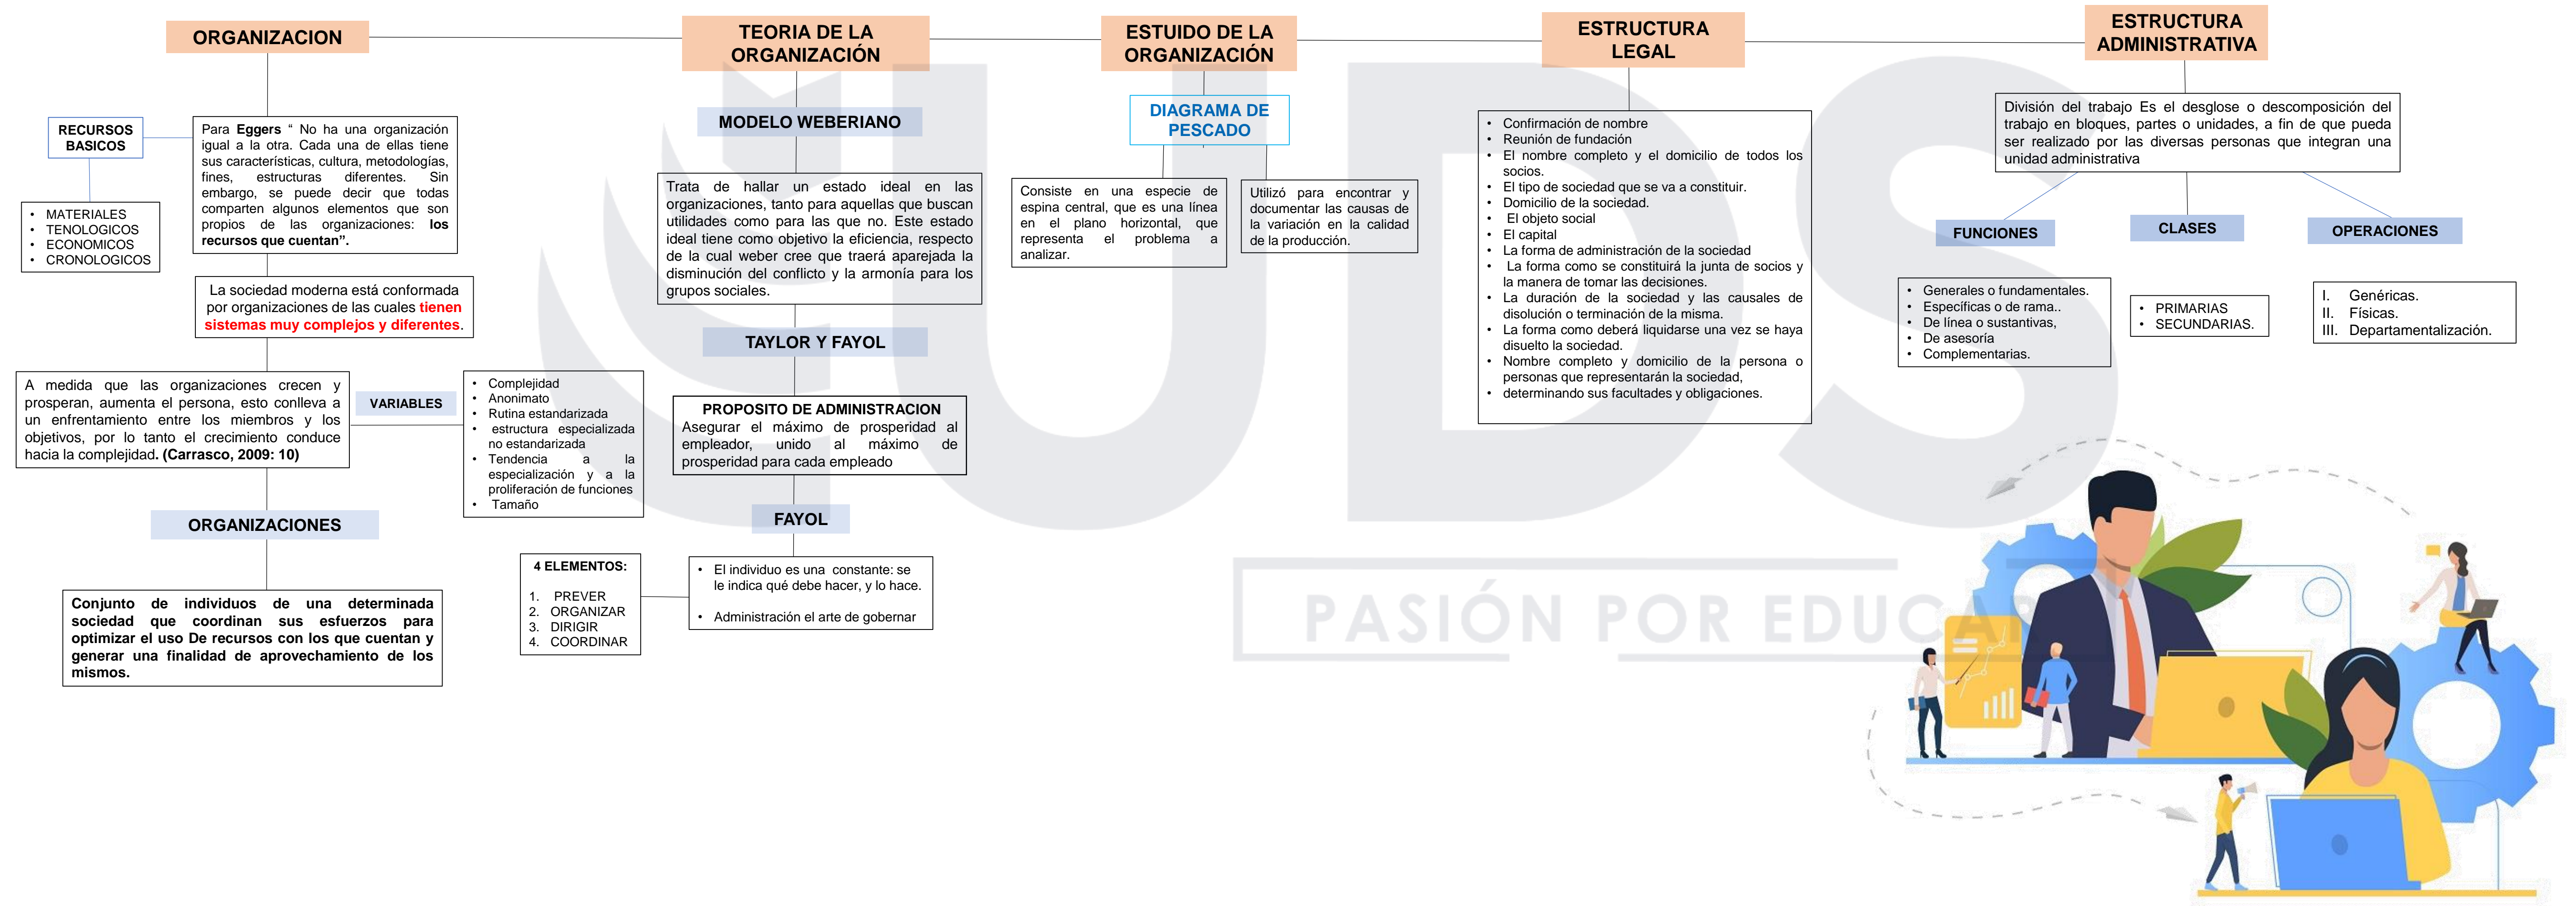 ORGANIZACION
RECURSOS
BASICOS
• MATERIALES
• TENOLOGICOS
• ECONOMICOS
• CRONOLOGICOS
Para Eggers “ No ha una organización
igual a la otra. Cada una de ellas tiene
sus características, cultura, metodologías,
fines, estructuras diferentes. Sin
embargo, se puede decir que todas
comparten algunos elementos que son
propios de las organizaciones: los
recursos que cuentan”.
La sociedad moderna está conformada
por organizaciones de las cuales tienen
sistemas muy complejos y diferentes.
A medida que las organizaciones crecen y
prosperan, aumenta el persona, esto conlleva a
un enfrentamiento entre los miembros y los
objetivos, por lo tanto el crecimiento conduce
hacia la complejidad. (Carrasco, 2009: 10)
VARIABLES
• Complejidad
• Anonimato
• Rutina estandarizada
• estructura especializada
no estandarizada
• Tendencia a la
especialización y a la
proliferación de funciones
• Tamaño
ORGANIZACIONES
Conjunto de individuos de una determinada
sociedad que coordinan sus esfuerzos para
optimizar el uso De recursos con los que cuentan y
generar una finalidad de aprovechamiento de los
mismos.
TEORIA DE LA
ORGANIZACIÓN
MODELO WEBERIANO
Trata de hallar un estado ideal en las
organizaciones, tanto para aquellas que buscan
utilidades como para las que no. Este estado
ideal tiene como objetivo la eficiencia, respecto
de la cual weber cree que traerá aparejada la
disminución del conflicto y la armonía para los
grupos sociales.
TAYLOR Y FAYOL
PROPOSITO DE ADMINISTRACION
Asegurar el máximo de prosperidad al
empleador, unido al máximo de
prosperidad para cada empleado
FAYOL
4 ELEMENTOS:
1. PREVER
2. ORGANIZAR
3. DIRIGIR
4. COORDINAR
• El individuo es una constante: se
le indica qué debe hacer, y lo hace.
• Administración el arte de gobernar
ESTUIDO DE LA
ORGANIZACIÓN
DIAGRAMA DE
PESCADO
Consiste en una especie de
espina central, que es una línea
en el plano horizontal, que
representa el problema a
analizar.
Utilizó para encontrar y
documentar las causas de
la variación en la calidad
de la producción.
ESTRUCTURA
LEGAL
• Confirmación de nombre
• Reunión de fundación
• El nombre completo y el domicilio de todos los
socios.
• El tipo de sociedad que se va a constituir.
• Domicilio de la sociedad.
• El objeto social
• El capital
• La forma de administración de la sociedad
• La forma como se constituirá la junta de socios y
la manera de tomar las decisiones.
• La duración de la sociedad y las causales de
disolución o terminación de la misma.
• La forma como deberá liquidarse una vez se haya
disuelto la sociedad.
• Nombre completo y domicilio de la persona o
personas que representarán la sociedad,
• determinando sus facultades y obligaciones.
ESTRUCTURA
ADMINISTRATIVA
División del trabajo Es el desglose o descomposición del
trabajo en bloques, partes o unidades, a fin de que pueda
ser realizado por las diversas personas que integran una
unidad administrativa
FUNCIONES
• Generales o fundamentales.
• Específicas o de rama..
• De línea o sustantivas,
• De asesoría
• Complementarias.
CLASES
• PRIMARIAS
• SECUNDARIAS.
OPERACIONES
I. Genéricas.
II. Físicas.
III. Departamentalización.
UDS
PASIÓN POR EDUCAR